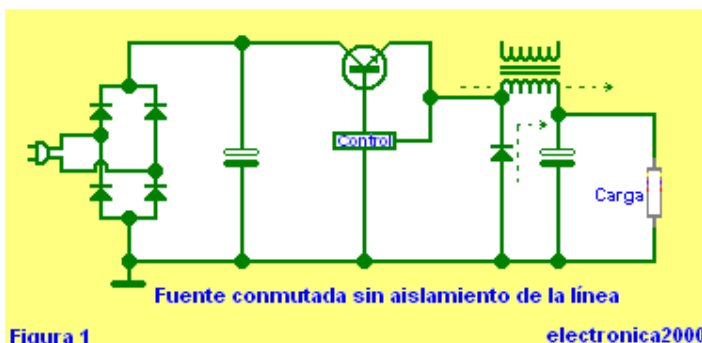 Control
Carga
Fuente conmutada sin aislamiento de la línea
Figura 1
electronica2000